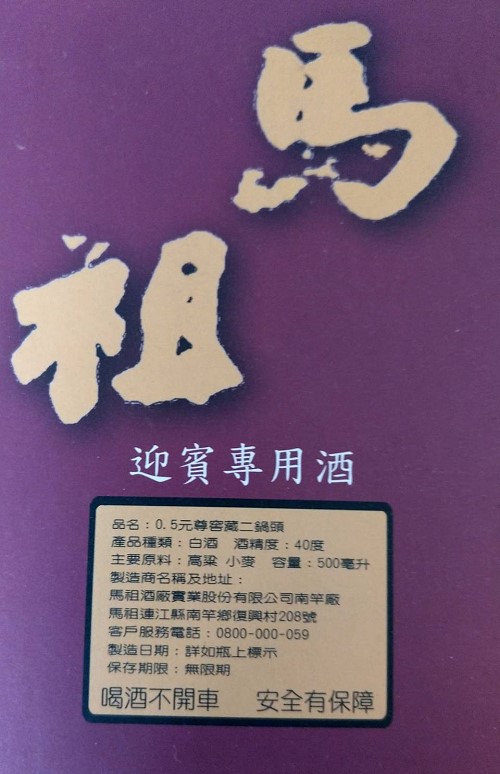 馬
祖
迎賓專用酒
品名：0.5元尊窖藏二鍋頭
產品種類：白酒　酒精度：40度
主要原料：高粱 小麥　容量：500毫升
製造商名稱及地址：
馬祖酒廠實業股份有限公司南竿廠
馬祖連江縣南竿鄉復興村208號
客戶服務電話：0800-000-059
製造日期：詳如瓶上標示
保存期限：無限期
喝酒不開車　安全有保障